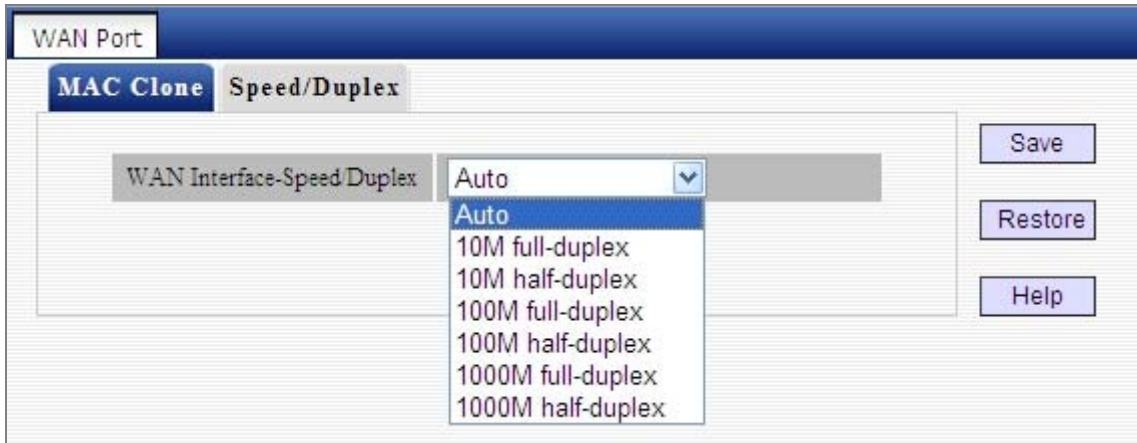 WAN Port
MAC Clone Speed/Duplex
WAN Interface-Speed/Duplex Auto
Auto
10M full-duplex
10M half-duplex
100M full-duplex
100M half-duplex
1000M full-duplex
1000M half-duplex
Save
Restore
Help